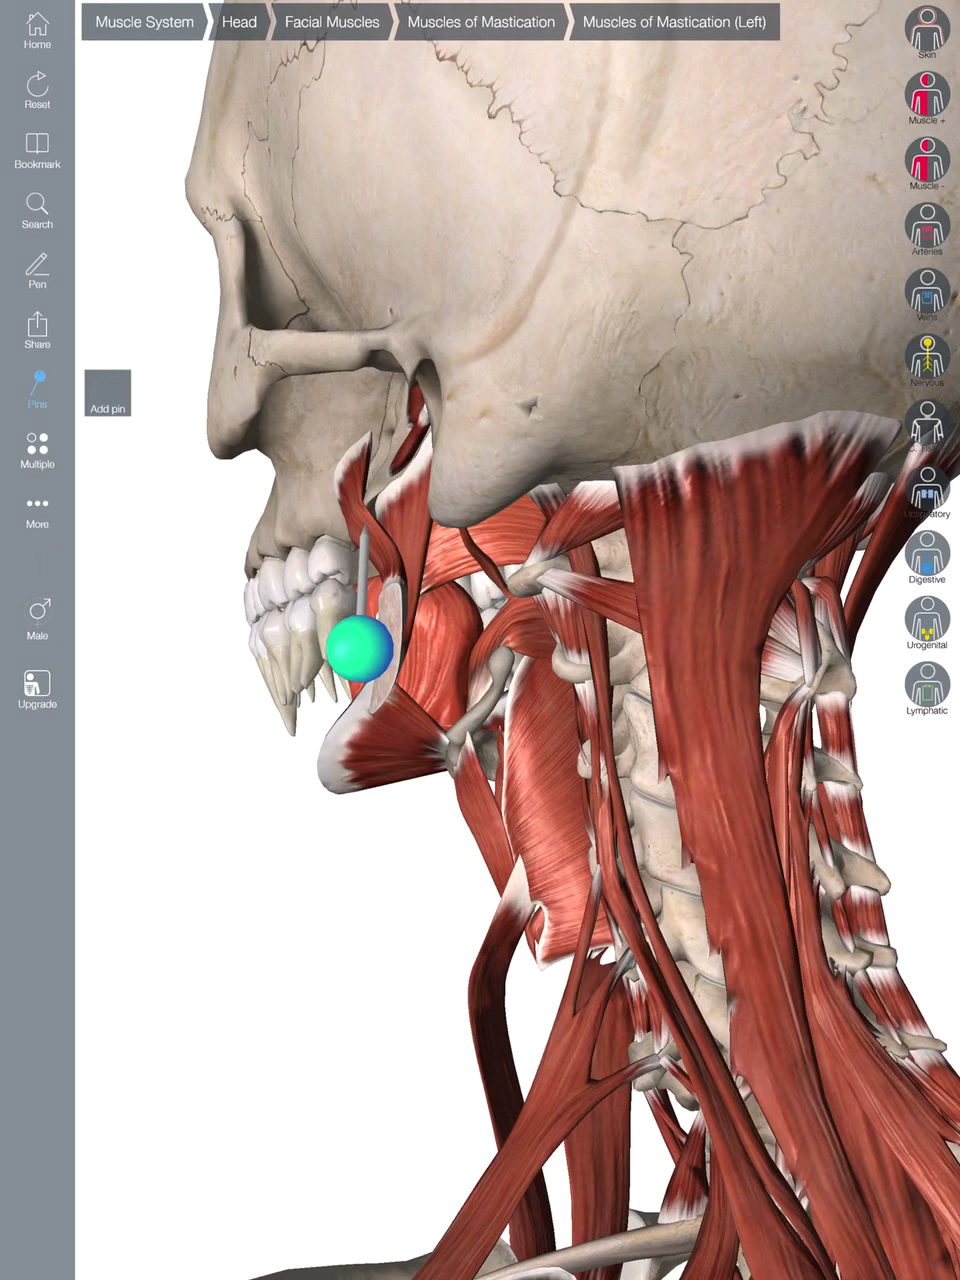 Muscle System
Head
Facial Muscles
Muscles of Mastication
Muscles of Mastication (Left)
Home
Reset
Bookmark
Search
Pen
Share
Pins
Add pin
Multiple
More
Male
Upgrade
Skin
Muscle +
Muscle -
Arteries
Veins
Nervous
Digestive
Urogenital
Lymphatic